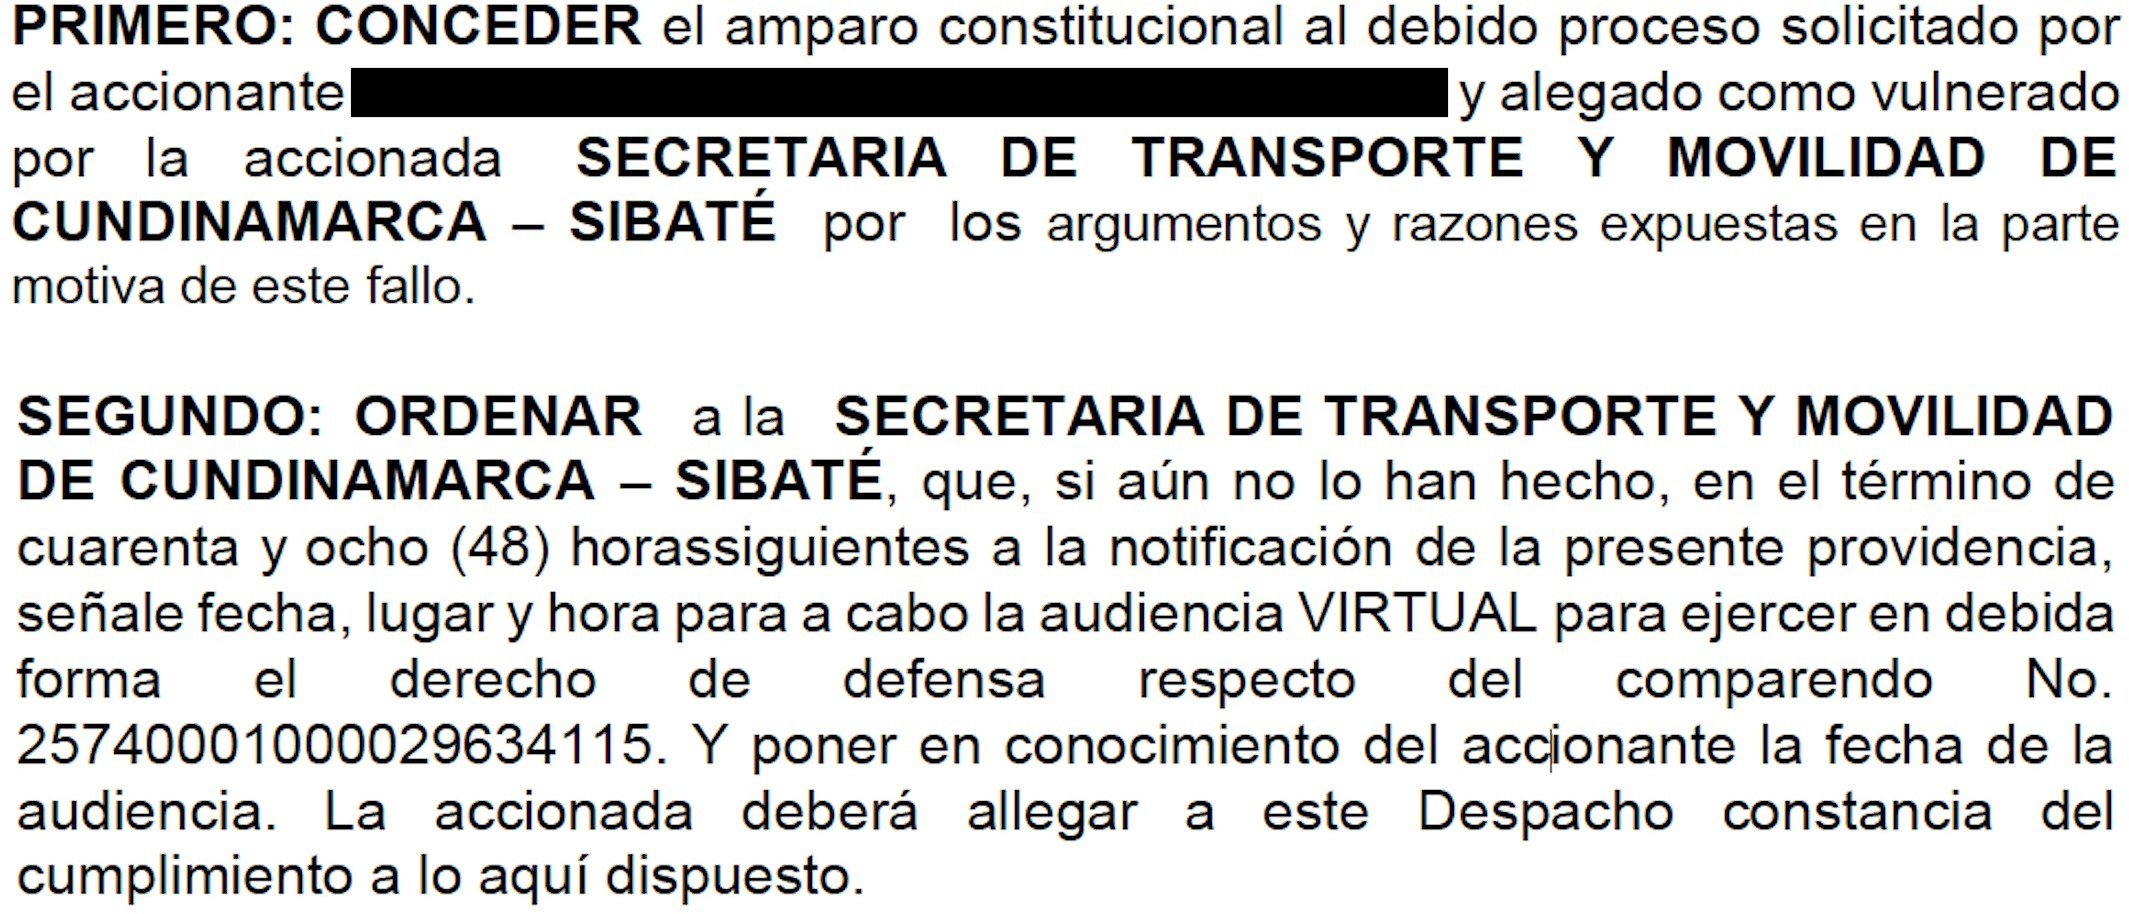 PRIMERO: CONCEDER el amparo constitucional al debido proceso solicitado por
el accionante y alegado como vulnerado
por la accionada SECRETARIA DE TRANSPORTE Y MOVILIDAD DE
CUNDINAMARCA – SIBATÉ por los argumentos y razones expuestas en la parte
motiva de este fallo.
SEGUNDO: ORDENAR a la SECRETARIA DE TRANSPORTE Y MOVILIDAD
DE CUNDINAMARCA – SIBATÉ, que, si aún no lo han hecho, en el término de
cuarenta y ocho (48) horassiguientes a la notificación de la presente providencia,
señale fecha, lugar y hora para a cabo la audiencia VIRTUAL para ejercer en debida
forma el derecho de defensa respecto del comparendo No.
25740001000029634115. Y poner en conocimiento del accionante la fecha de la
audiencia. La accionada deberá allegar a este Despacho constancia del
cumplimiento a lo aquí dispuesto.